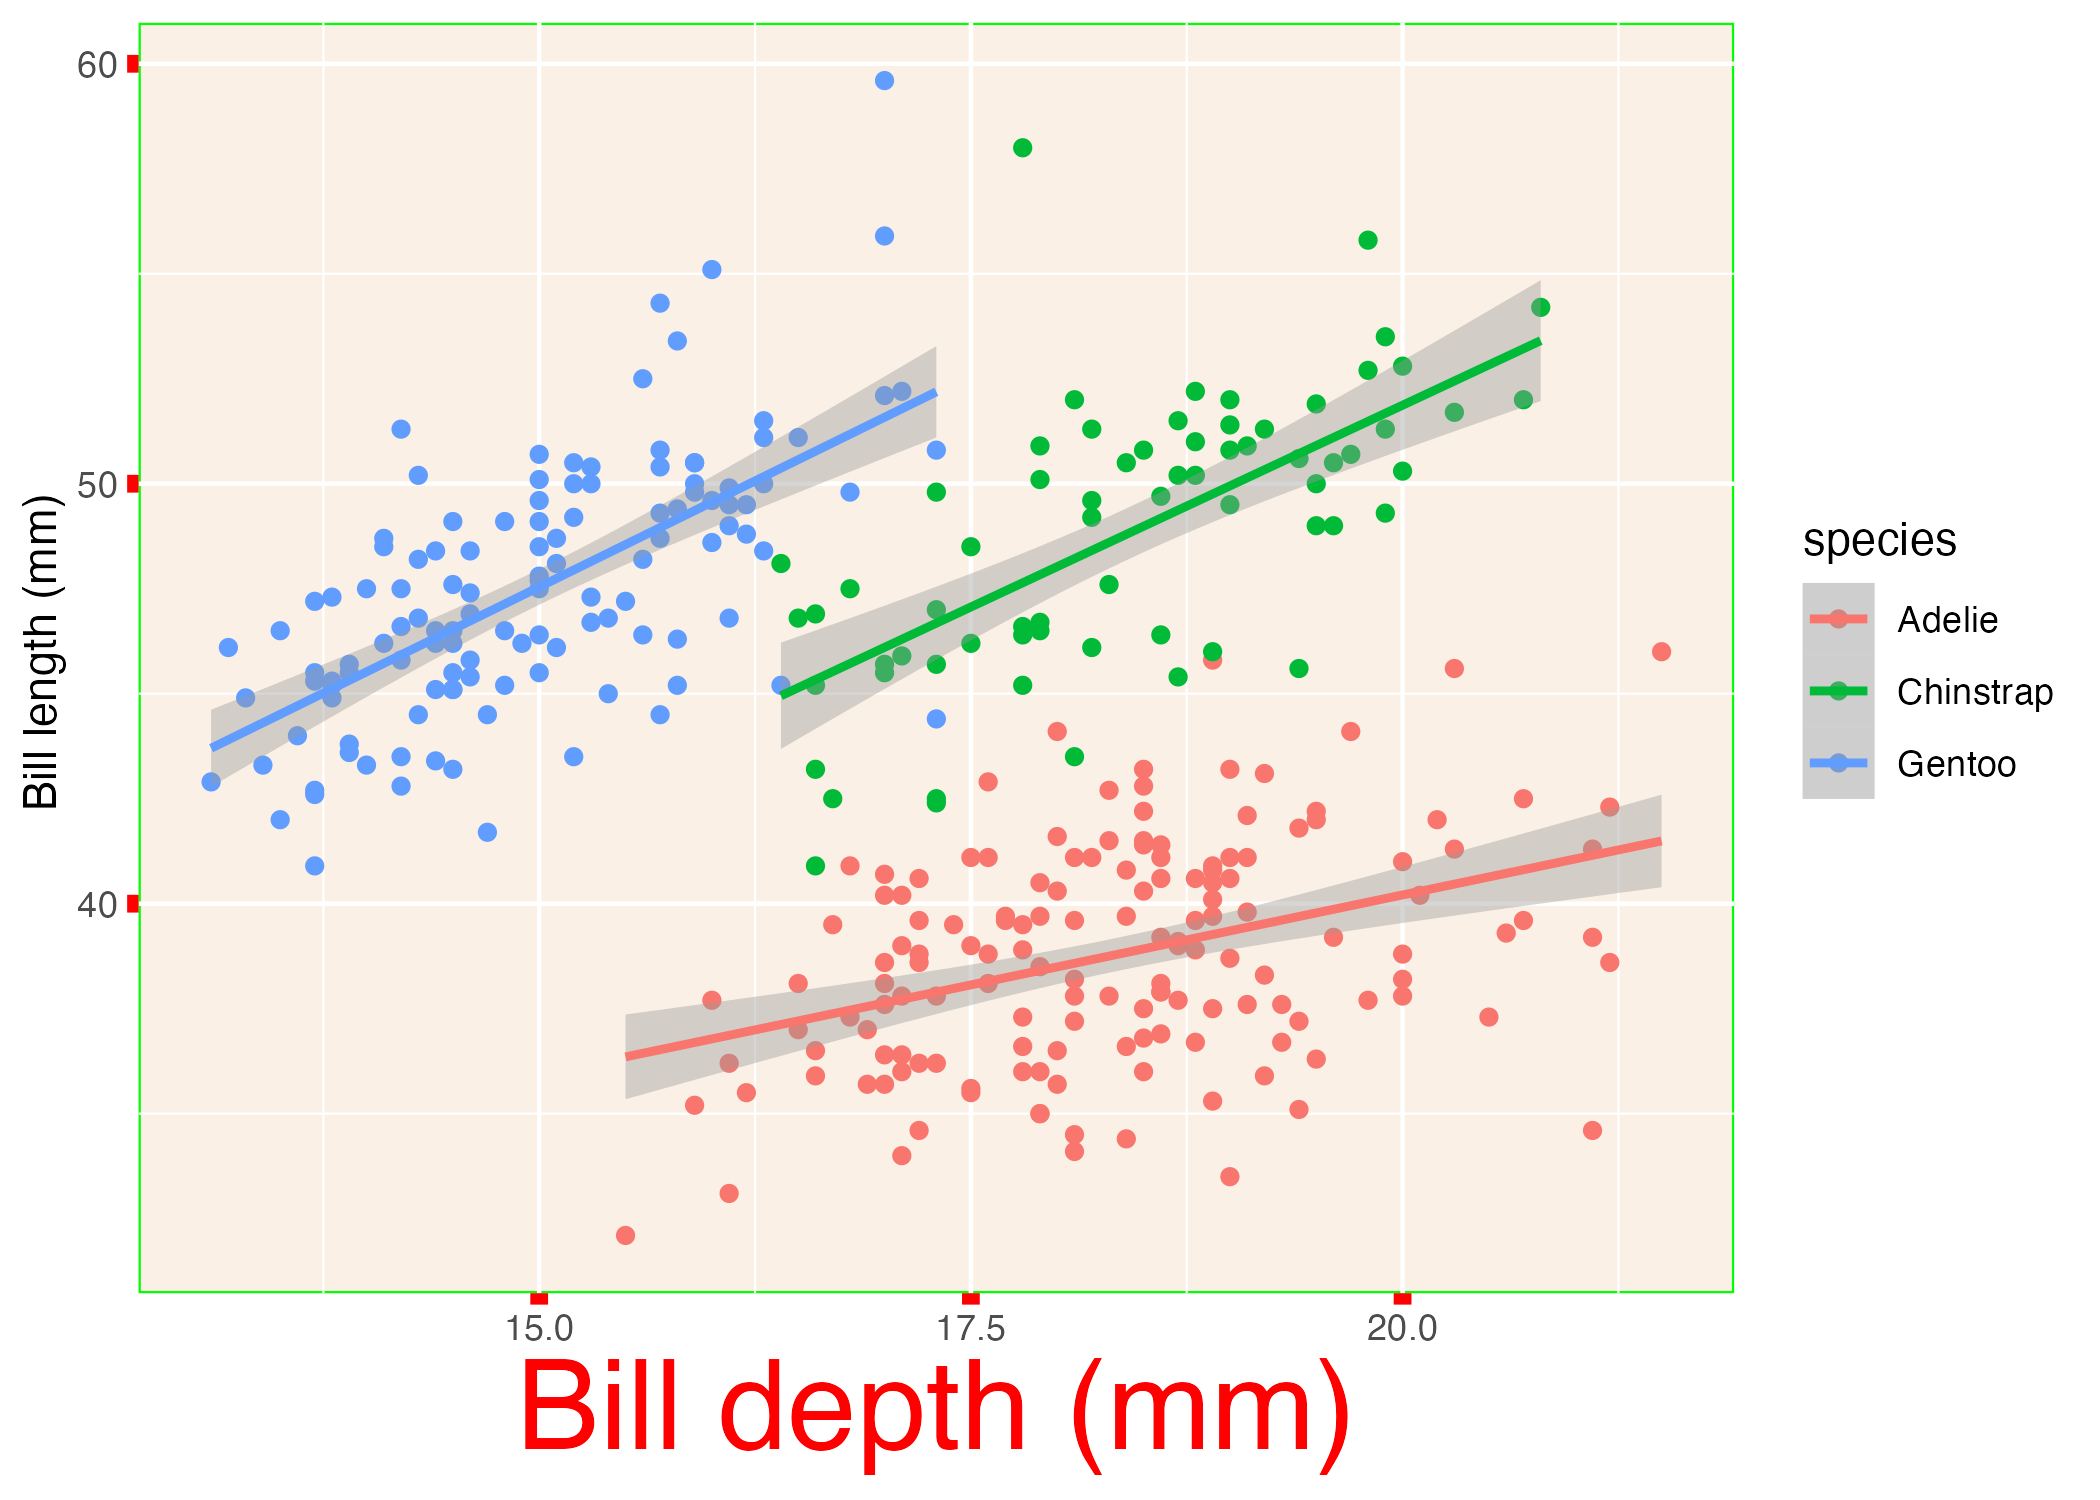 60
50
40
Bill length (mm)
15.0
17.5
20.0
Bill depth (mm)
species
Adelie
Chinstrap
Gentoo